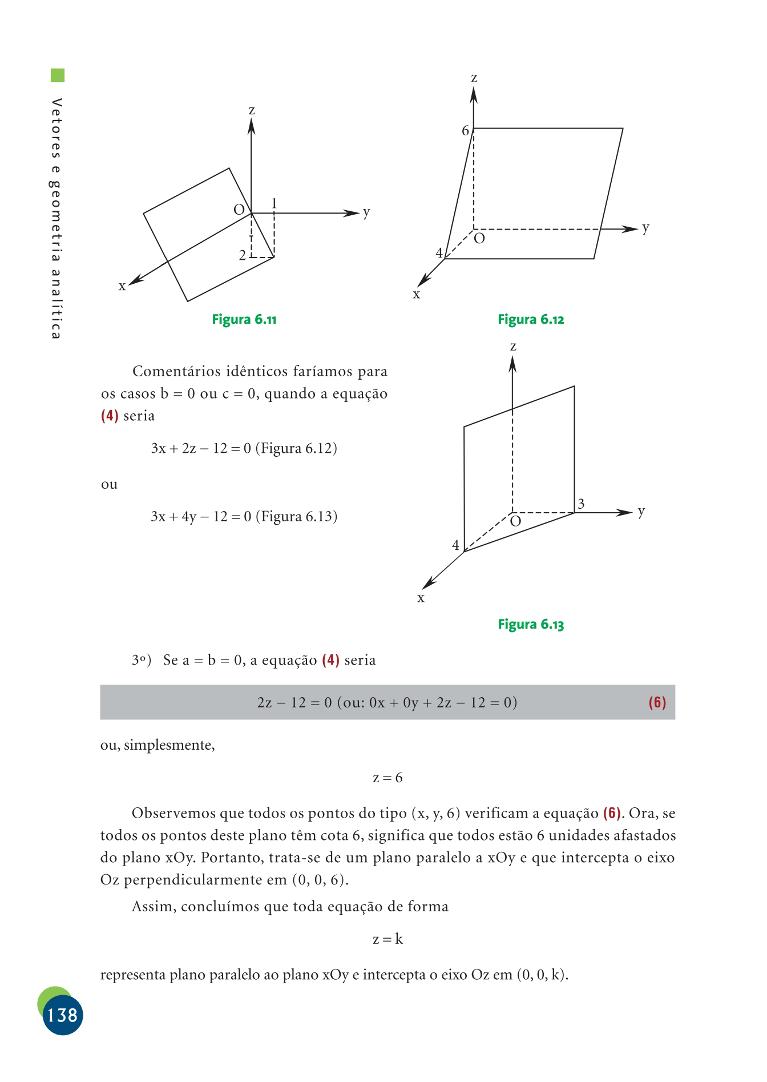 Vetores e geometria analítica
z
O
1
y
2
x
Figura 6.11
z
6
O
y
4
x
Figura 6.12
Comentários idênticos faríamos para
os casos b = 0 ou c = 0, quando a equação
(4) seria
3x + 2z − 12 = 0 (Figura 6.12)
ou
3x + 4y − 12 = 0 (Figura 6.13)
z
3
O
y
4
x
Figura 6.13
3º) Se a = b = 0, a equação (4) seria
2z − 12 = 0 (ou: 0x + 0y + 2z − 12 = 0) (6)
ou, simplesmente,
z = 6
Observemos que todos os pontos do tipo (x, y, 6) verificam a equação (6). Ora, se
todos os pontos deste plano têm cota 6, significa que todos estão 6 unidades afastados
do plano xOy. Portanto, trata-se de um plano paralelo a xOy e que intercepta o eixo
Oz perpendicularmente em (0, 0, 6).
Assim, concluímos que toda equação de forma
z = k
representa plano paralelo ao plano xOy e intercepta o eixo Oz em (0, 0, k).
138